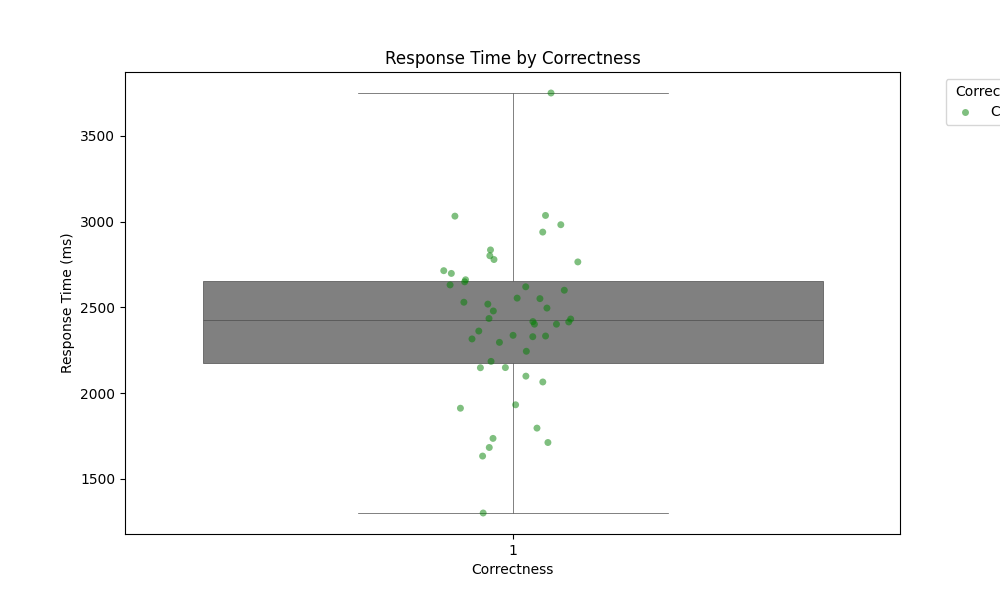 Response Time by Correctness
Correc
C
3500
3000
2500
2000
1500
Response Time (ms)
1
Correctness